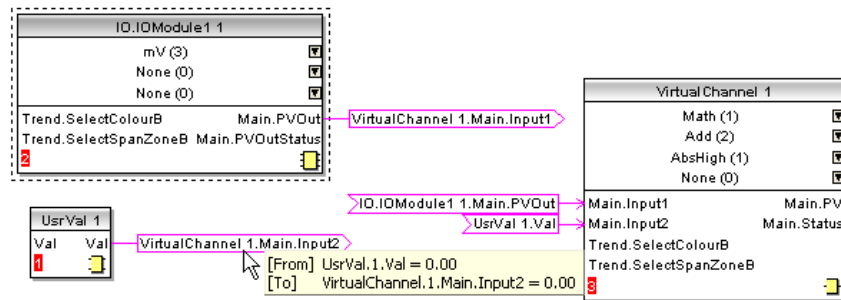 IO.IOModule1 1
mV (3)
None (0)
None (0)
Trend.SelectColourB Main.PVOut
Trend.SelectSpanZoneB Main.PVOutStatus
2
VirtualChannel 1.Main.Input1
VirtualChannel 1
Math (1)
Add (2)
AbsHigh (1)
None (0)
IO.IOModule1 1.Main.PVOut
UsrVal 1.Val
Main.Input1 Main.PV
Main.Input2 Main.Status
Trend.SelectColourB
Trend.SelectSpanZoneB
3
UsrVal 1
Val Val
1
VirtualChannel 1.Main.Input2
[From] UsrVal.1.Val = 0.00
[To] VirtualChannel.1.Main.Input2 = 0.00